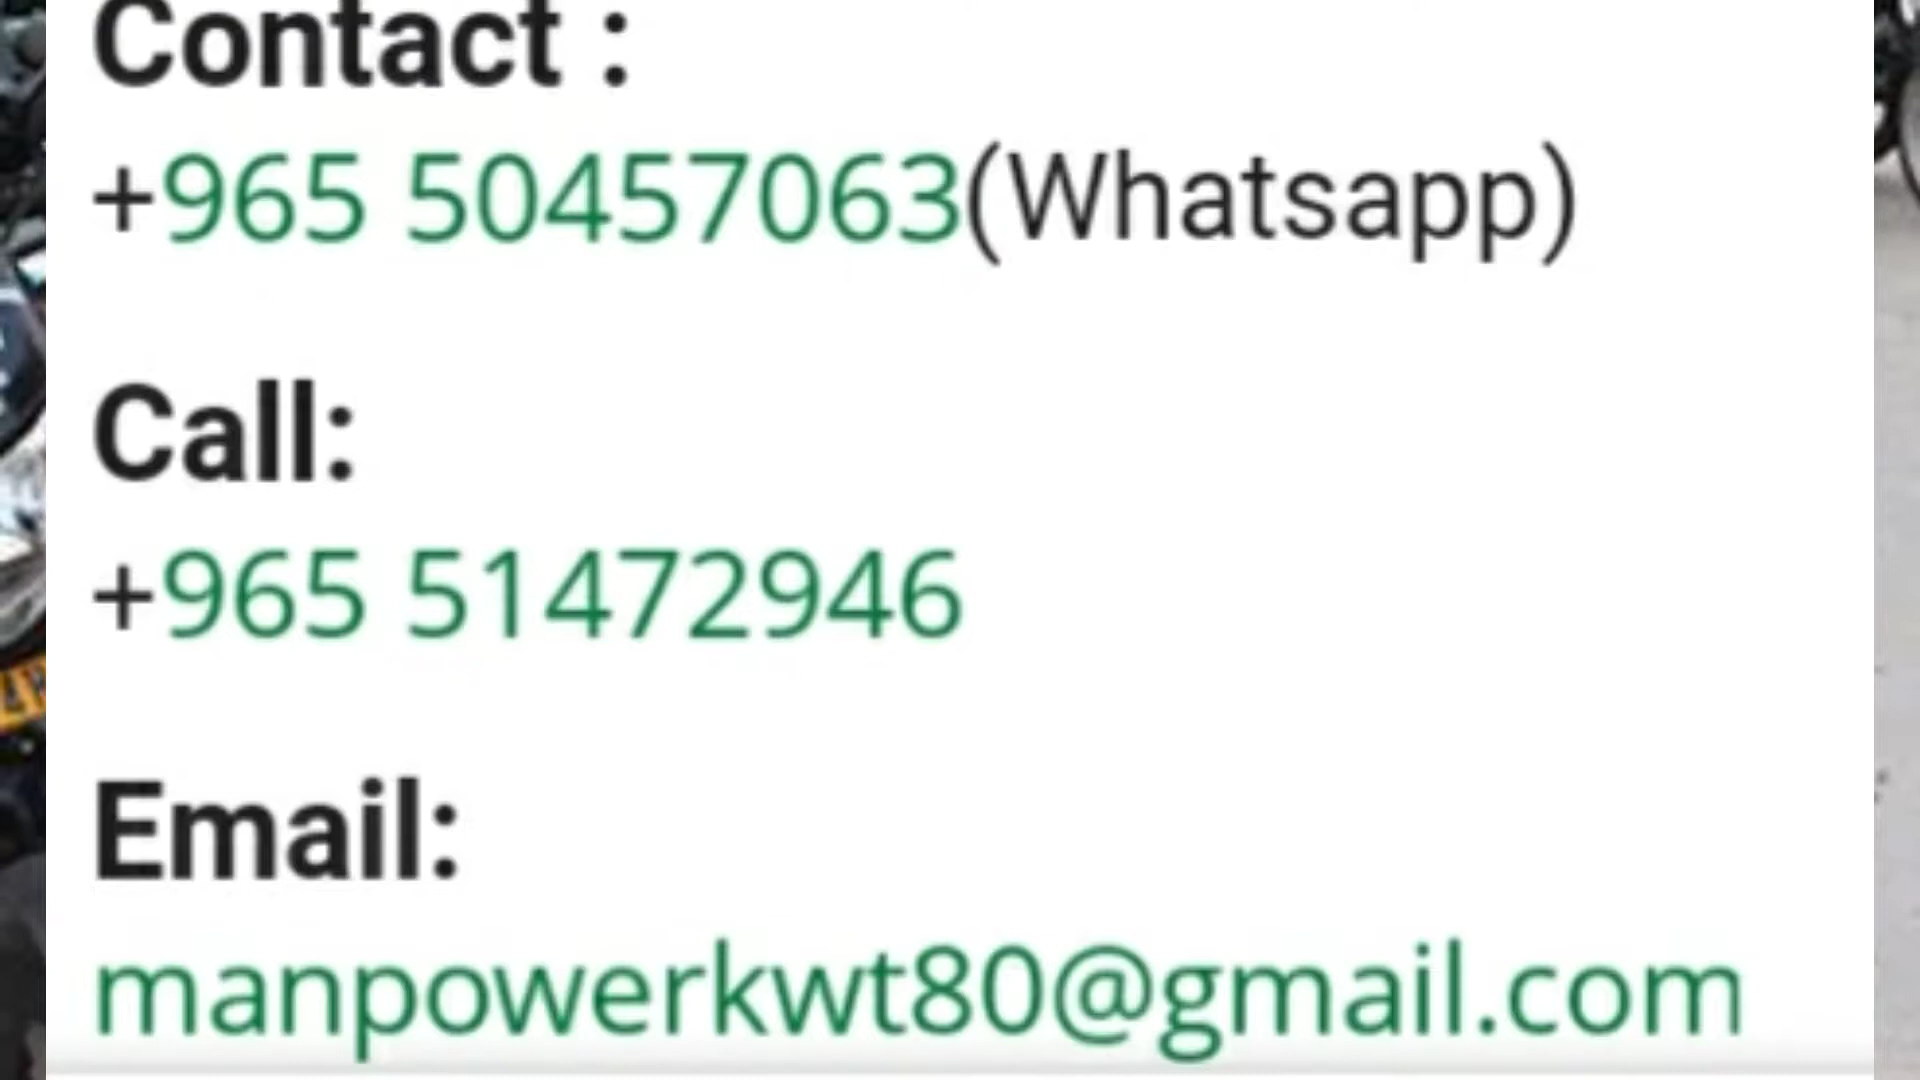 Contact :
+965 50457063(Whatsapp)
Call:
+965 51472946
Email:
manpowerkwt80@gmail.com